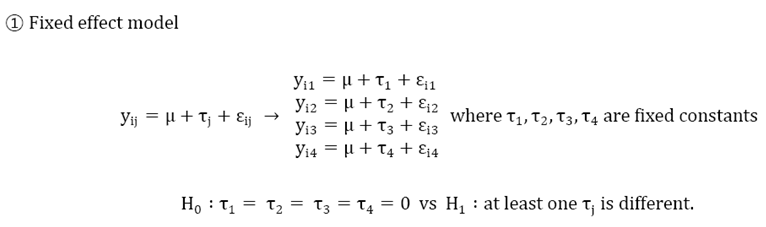 ① Fixed effect model
yᵢ₁ = μ + τ₁ + εᵢ₁
yᵢ₂ = μ + τ₂ + εᵢ₂
yᵢⱼ = μ + τⱼ + εᵢⱼ → where τ₁, τ₂, τ₃, τ₄ are fixed constants
yᵢ₃ = μ + τ₃ + εᵢ₃
yᵢ₄ = μ + τ₄ + εᵢ₄
H₀ : τ₁ = τ₂ = τ₃ = τ₄ = 0 vs H₁ : at least one τⱼ is different.